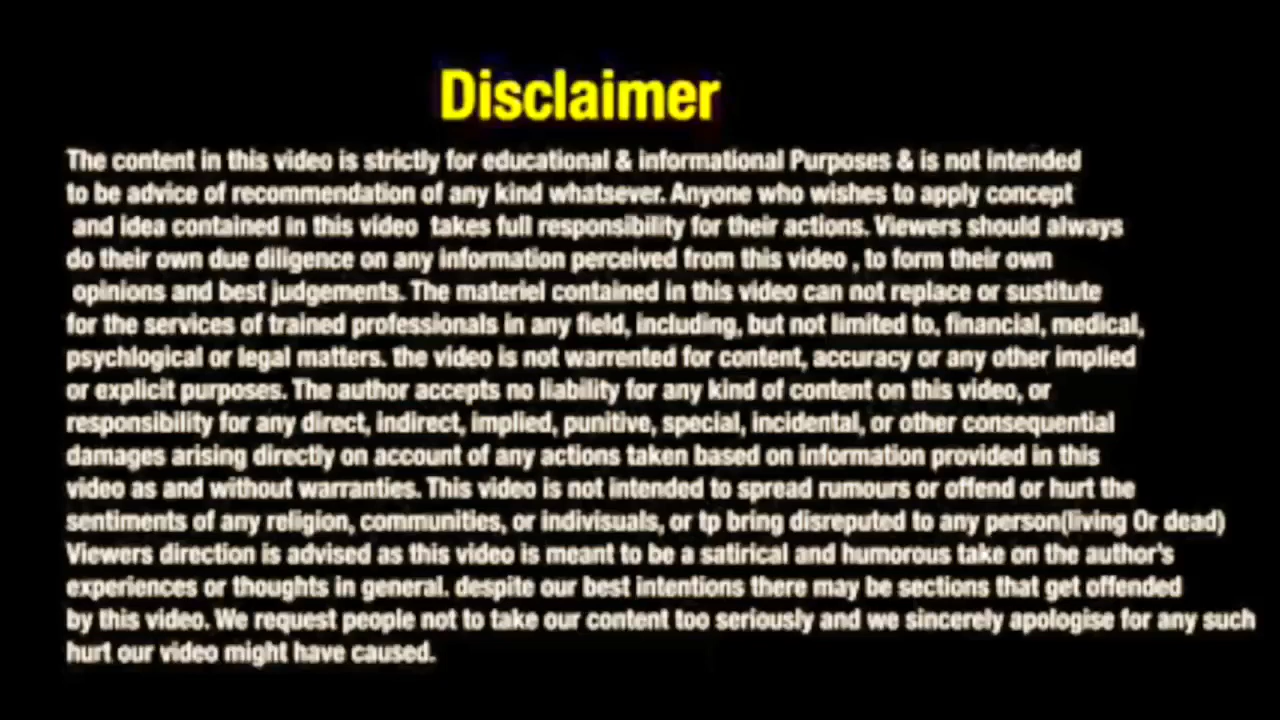 Disclaimer
The content in this video is strictly for educational & informational Purposes & is not intended
to be advice of recommendation of any kind whatsever. Anyone who wishes to apply concept
and idea contained in this video takes full responsibility for their actions. Viewers should always
do their own due diligence on any information perceived from this video , to form their own
opinions and best judgements. The materiel contained in this video can not replace or sustitute
for the services of trained professionals in any field, including, but not limited to, financial, medical,
psychlogical or legal matters. the video is not warrented for content, accuracy or any other implied
or explicit purposes. The author accepts no liability for any kind of content on this video, or
responsibility for any direct, indirect, implied, punitive, special, incidental, or other consequential
damages arising directly on account of any actions taken based on information provided in this
video as and without warranties. This video is not intended to spread rumours or offend or hurt the
sentiments of any religion, communities, or indivisuals, or tp bring disreputed to any person(living Or dead)
Viewers direction is advised as this video is meant to be a satirical and humorous take on the author's
experiences or thoughts in general. despite our best intentions there may be sections that get offended
by this video. We request people not to take our content too seriously and we sincerely apologise for any such
hurt our video might have caused.